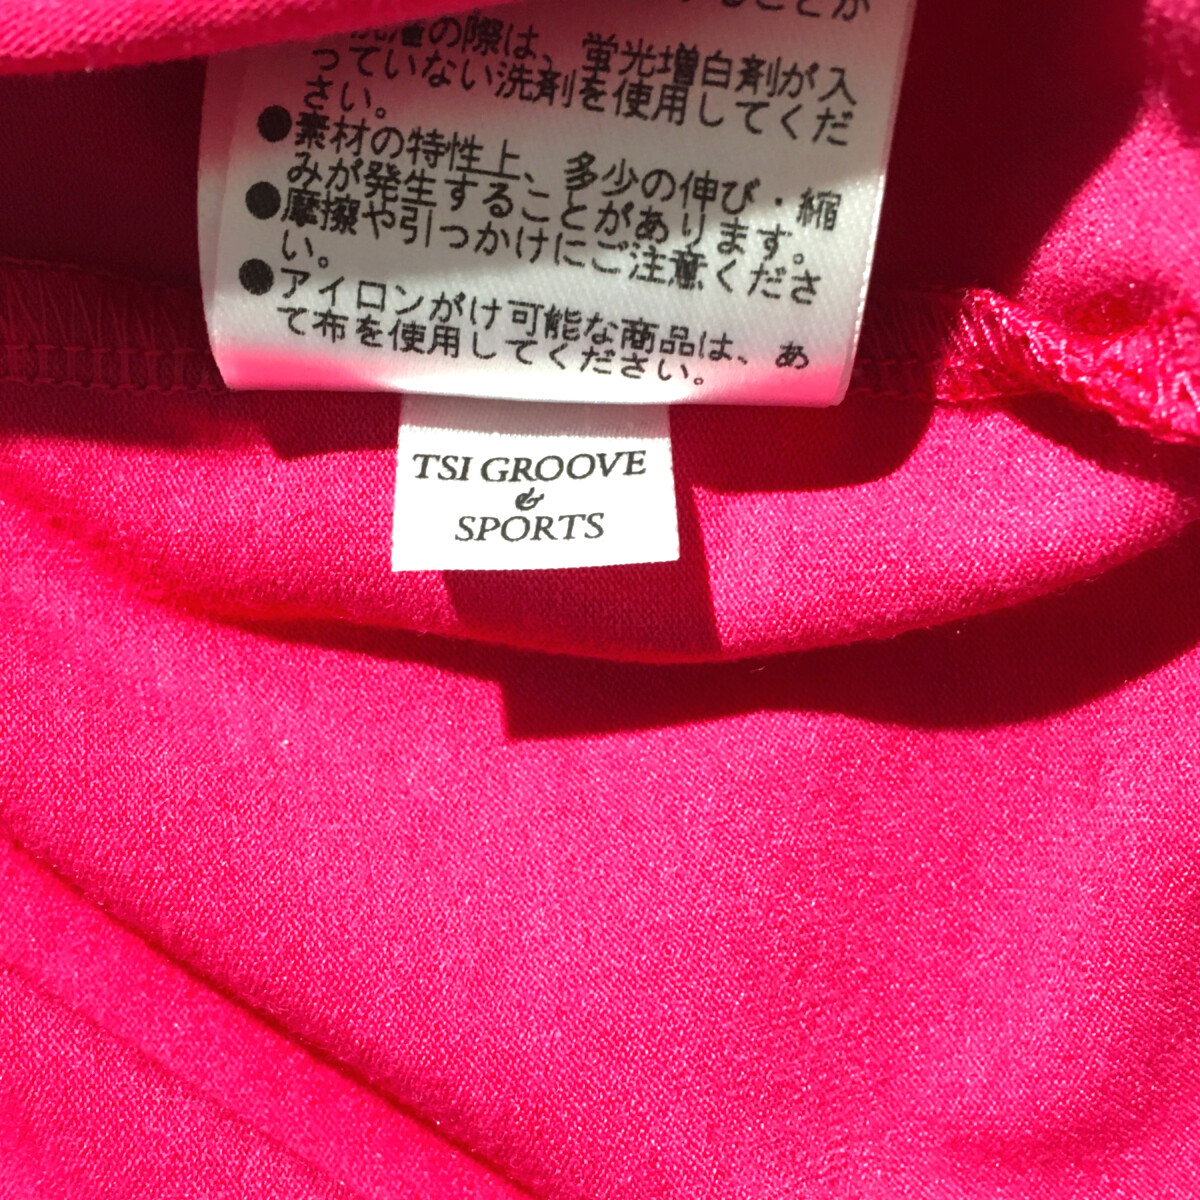 ることが
の際は、蛍光増白剤が入
っていない洗剤を使用してくだ
さい。
●素材の特性上、多少の伸び・縮
みが発生することがあります。
●摩擦や引っかけにご注意くださ
い。
●アイロンがけ可能な商品は、あ
て布を使用してください。
TSI GROOVE
&
SPORTS